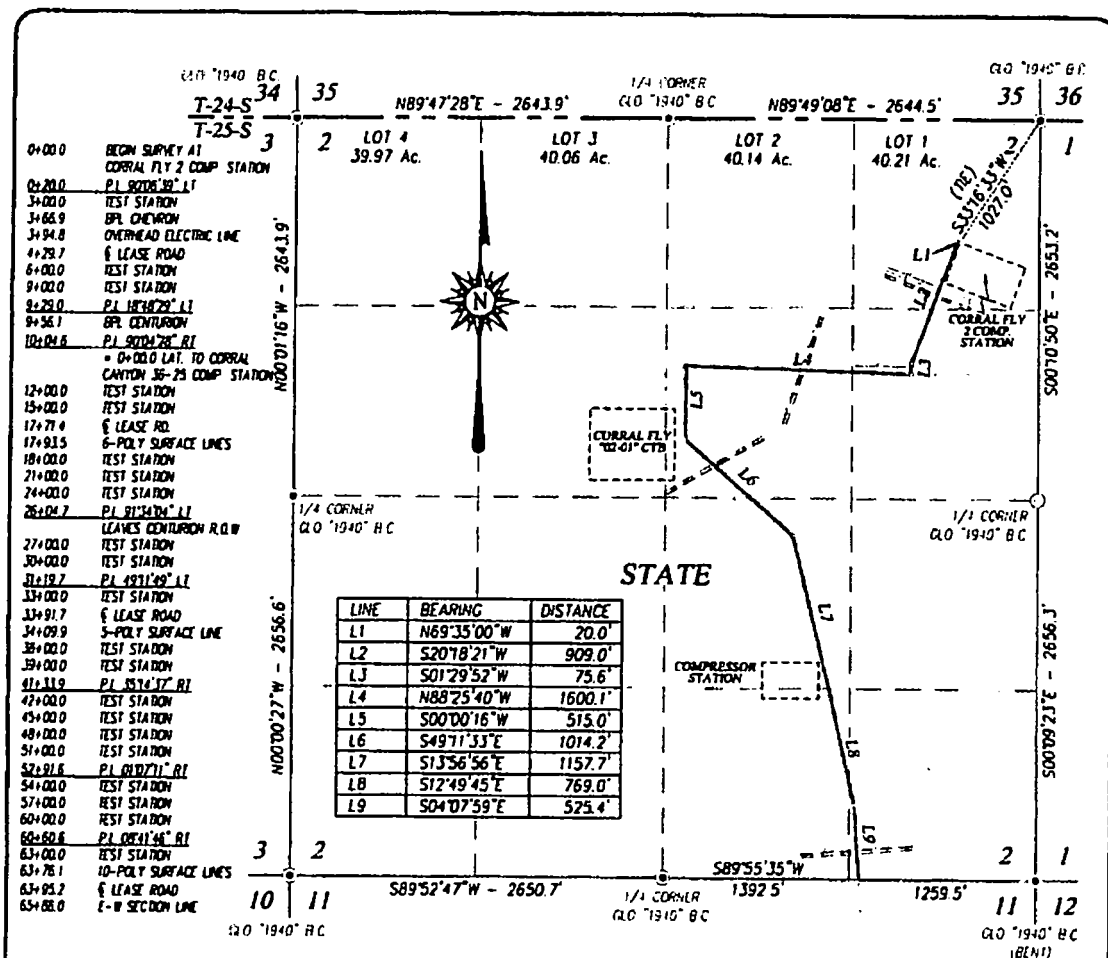 GLO "1940" B.C.
1/4 CORNER
GLO "1940" B.C
GLO "1940" B.C.
34 35
35 36
T-24-S
T-25-S
N89°47'28"E - 2643.9'
N89°49'08"E - 2644.5'
3 2
2 1
LOT 4
39.97 Ac.
LOT 3
40.06 Ac.
LOT 2
40.14 Ac.
LOT 1
40.21 Ac.
0+00.0 BEGIN SURVEY AT
CORRAL FLY 2 COMP STATION
0+20.0 P.I. 90°06'39" LT
3+00.0 TEST STATION
3+66.9 BPL CHEVRON
3+94.8 OVERHEAD ELECTRIC LINE
4+29.7 ℄ LEASE ROAD
6+00.0 TEST STATION
9+00.0 TEST STATION
9+29.0 P.I. 18°48'29" LT
9+56.1 BPL CENTURION
10+04.6 P.I. 90°04'28" RT
= 0+00.0 LAT. TO CORRAL
CANYON 36-25 COMP STATION
12+00.0 TEST STATION
15+00.0 TEST STATION
17+71.4 ℄ LEASE RD.
17+93.5 6-POLY SURFACE LINES
18+00.0 TEST STATION
21+00.0 TEST STATION
24+00.0 TEST STATION
26+04.7 P.I. 91°34'04" LT
LEAVES CENTURION R.O.W
27+00.0 TEST STATION
30+00.0 TEST STATION
31+19.7 P.I. 49°11'49" LT
33+00.0 TEST STATION
33+91.7 ℄ LEASE ROAD
34+09.9 5-POLY SURFACE LINE
36+00.0 TEST STATION
39+00.0 TEST STATION
41+33.9 P.I. 35°14'37" RT
42+00.0 TEST STATION
45+00.0 TEST STATION
48+00.0 TEST STATION
51+00.0 TEST STATION
52+91.6 P.I. 01°07'11" RT
54+00.0 TEST STATION
57+00.0 TEST STATION
60+00.0 TEST STATION
60+60.6 P.I. 08°41'46" RT
63+00.0 TEST STATION
63+76.1 10-POLY SURFACE LINES
63+95.2 ℄ LEASE ROAD
65+86.0 E-W SECTION LINE
N00°01'16"W - 2643.9'
N00°00'27"W - 2656.6'
N
(TIE)
S33°16'33"W
1027.0'
L1
L2
L3
L4
L5
L6
L7
L8
L9
CORRAL FLY
2 COMP.
STATION
S00°10'50"E - 2653.2'
CORRAL FLY
"02-01" CTB
1/4 CORNER
GLO "1940" B.C
1/4 CORNER
GLO "1940" B.C.
STATE
COMPRESSOR
STATION
S00°09'23"E - 2656.3'
LINE BEARING DISTANCE
L1 N69°35'00"W 20.0'
L2 S20°18'21"W 909.0'
L3 S01°29'52"W 75.6'
L4 N88°25'40"W 1600.1'
L5 S00°00'16"W 515.0'
L6 S49°11'33"E 1014.2'
L7 S13°56'56"E 1157.7'
L8 S12°49'45"E 769.0'
L9 S04°07'59"E 525.4'
3 2
2 1
S89°52'47"W - 2650.7'
S89°55'35"W
1392.5'
1259.5'
10 11
11 12
GLO "1940" B.C
1/4 CORNER
GLO "1940" B.C
GLO "1940" B.C.
(BENT)